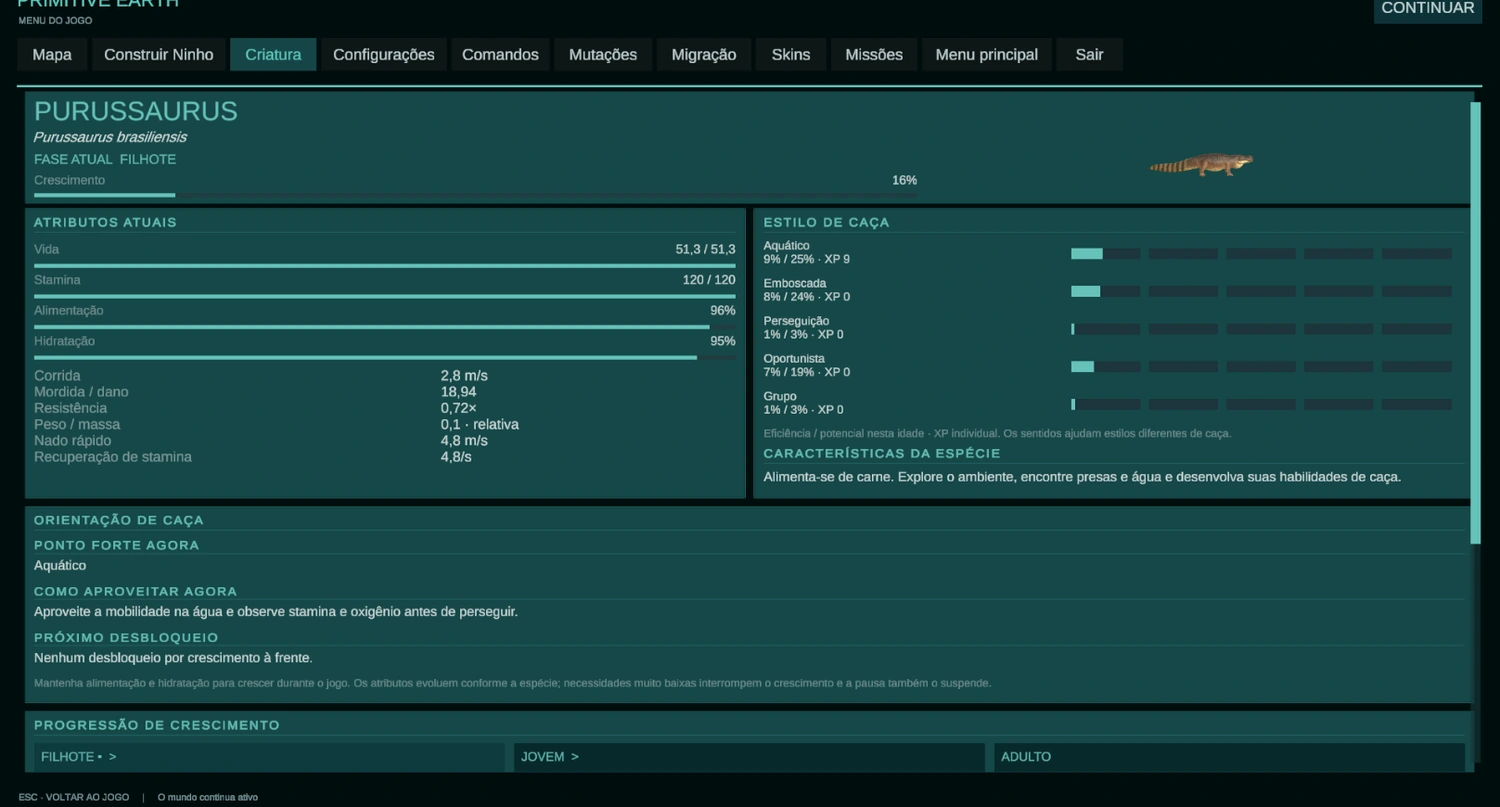 PRIMITIVE EARTH
MENU DO JOGO
CONTINUAR
Mapa
Construir Ninho
Criatura
Configurações
Comandos
Mutações
Migração
Skins
Missões
Menu principal
Sair
PURUSSAURUS
Purussaurus brasiliensis
FASE ATUAL FILHOTE
Crescimento 16%
ATRIBUTOS ATUAIS
Vida 51,3 / 51,3
Stamina 120 / 120
Alimentação 96%
Hidratação 95%
Corrida 2,8 m/s
Mordida / dano 18,94
Resistência 0,72×
Peso / massa 0,1 · relativa
Nado rápido 4,8 m/s
Recuperação de stamina 4,8/s
ESTILO DE CAÇA
Aquático
9% / 25% · XP 9
Emboscada
8% / 24% · XP 0
Perseguição
1% / 3% · XP 0
Oportunista
7% / 19% · XP 0
Grupo
1% / 3% · XP 0
Eficiência / potencial nesta idade · XP individual. Os sentidos ajudam estilos diferentes de caça.
CARACTERÍSTICAS DA ESPÉCIE
Alimenta-se de carne. Explore o ambiente, encontre presas e água e desenvolva suas habilidades de caça.
ORIENTAÇÃO DE CAÇA
PONTO FORTE AGORA
Aquático
COMO APROVEITAR AGORA
Aproveite a mobilidade na água e observe stamina e oxigênio antes de perseguir.
PRÓXIMO DESBLOQUEIO
Nenhum desbloqueio por crescimento à frente.
Mantenha alimentação e hidratação para crescer durante o jogo. Os atributos evoluem conforme a espécie; necessidades muito baixas interrompem o crescimento e a pausa também o suspende.
PROGRESSÃO DE CRESCIMENTO
FILHOTE • >
JOVEM >
ADULTO
ESC · VOLTAR AO JOGO | O mundo continua ativo